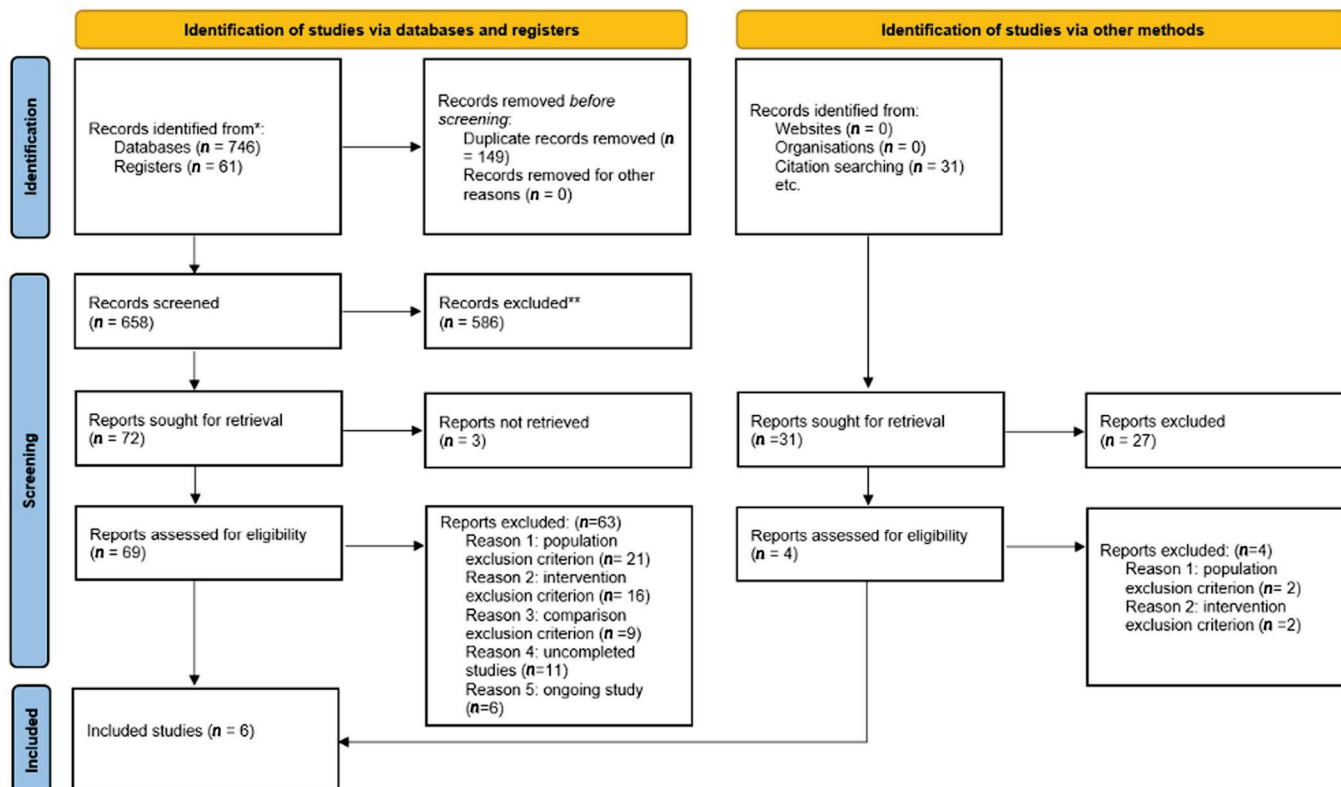 Identification of studies via databases and registers
Identification of studies via other methods
Identification
Records identified from*:
Databases (n = 746)
Registers (n = 61)
Records removed before
screening:
Duplicate records removed (n
= 149)
Records removed for other
reasons (n = 0)
Records identified from:
Websites (n = 0)
Organisations (n = 0)
Citation searching (n = 31)
etc.
Screening
Records screened
(n = 658)
Records excluded**
(n = 586)
Reports sought for retrieval
(n = 72)
Reports not retrieved
(n = 3)
Reports sought for retrieval
(n =31)
Reports excluded
(n = 27)
Reports assessed for eligibility
(n = 69)
Reports excluded: (n=63)
Reason 1: population
exclusion criterion (n= 21)
Reason 2: intervention
exclusion criterion (n= 16)
Reason 3: comparison
exclusion criterion (n =9)
Reason 4: uncompleted
studies (n=11)
Reason 5: ongoing study
(n=6)
Reports assessed for eligibility
(n = 4)
Reports excluded: (n=4)
Reason 1: population
exclusion criterion (n= 2)
Reason 2: intervention
exclusion criterion (n =2)
Included
Included studies (n = 6)